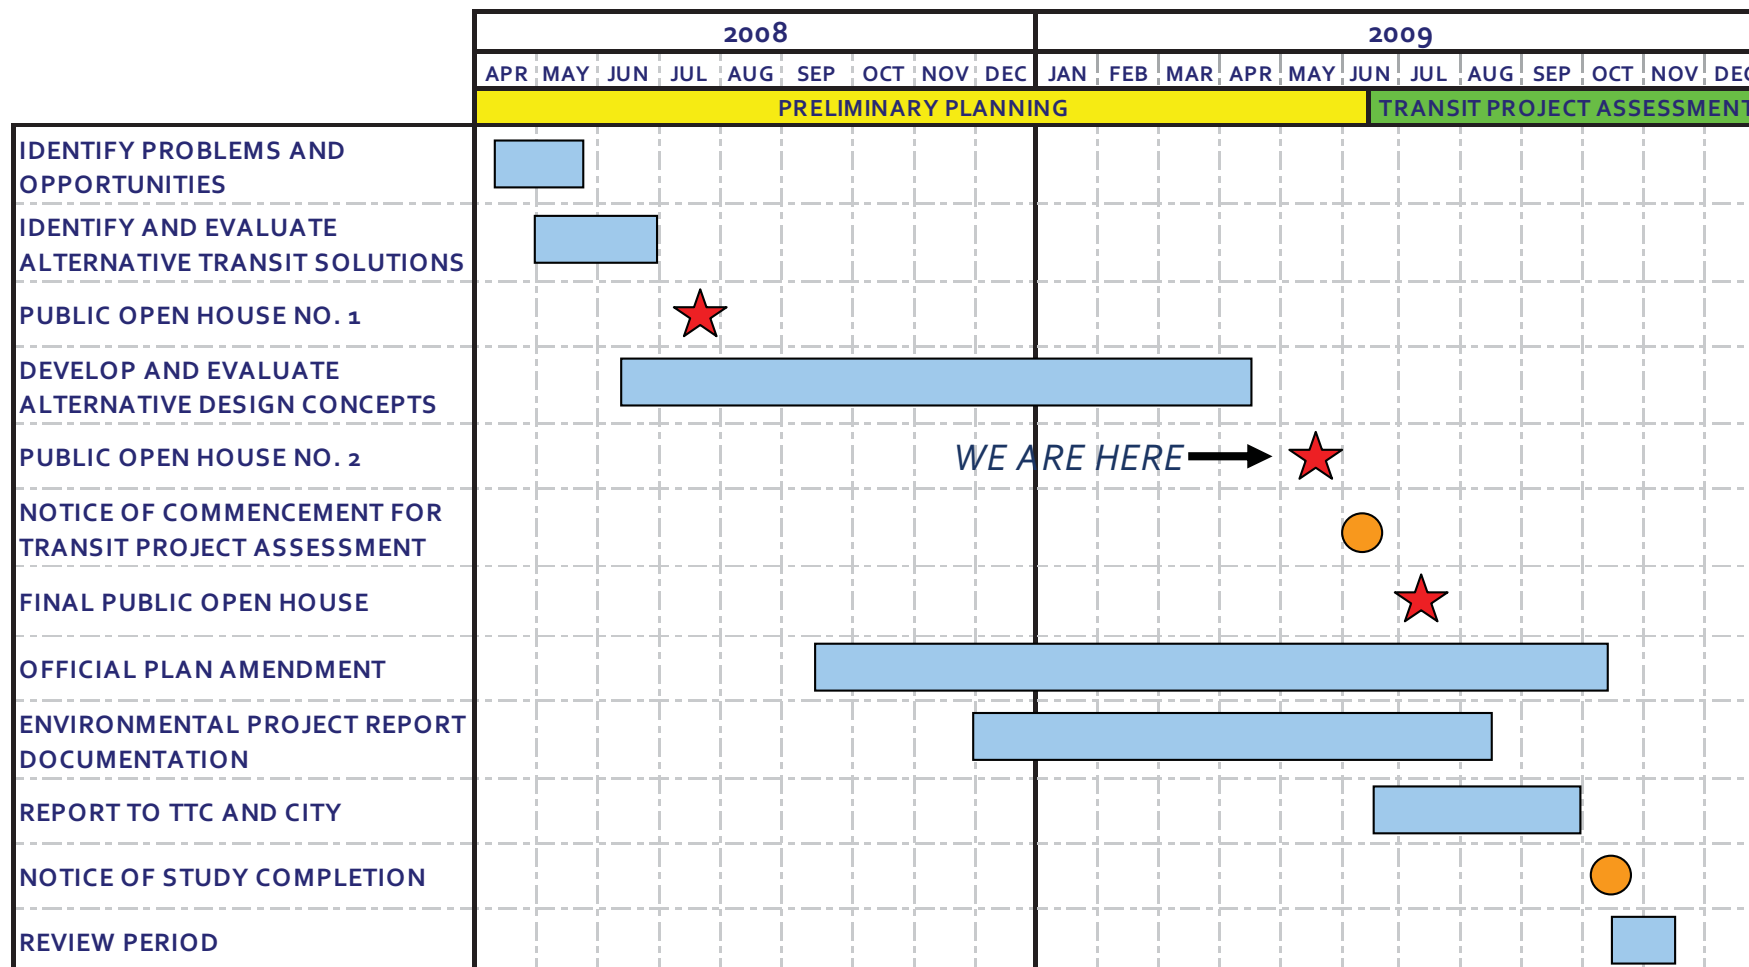 2008 2009
APR MAY JUN JUL AUG SEP OCT NOV DEC JAN FEB MAR APR MAY JUN JUL AUG SEP OCT NOV DEC
PRELIMINARY PLANNING TRANSIT PROJECT ASSESSMENT
IDENTIFY PROBLEMS AND
OPPORTUNITIES
IDENTIFY AND EVALUATE
ALTERNATIVE TRANSIT SOLUTIONS
PUBLIC OPEN HOUSE NO. 1
DEVELOP AND EVALUATE
ALTERNATIVE DESIGN CONCEPTS
PUBLIC OPEN HOUSE NO. 2
WE ARE HERE
NOTICE OF COMMENCEMENT FOR
TRANSIT PROJECT ASSESSMENT
FINAL PUBLIC OPEN HOUSE
OFFICIAL PLAN AMENDMENT
ENVIRONMENTAL PROJECT REPORT
DOCUMENTATION
REPORT TO TTC AND CITY
NOTICE OF STUDY COMPLETION
REVIEW PERIOD